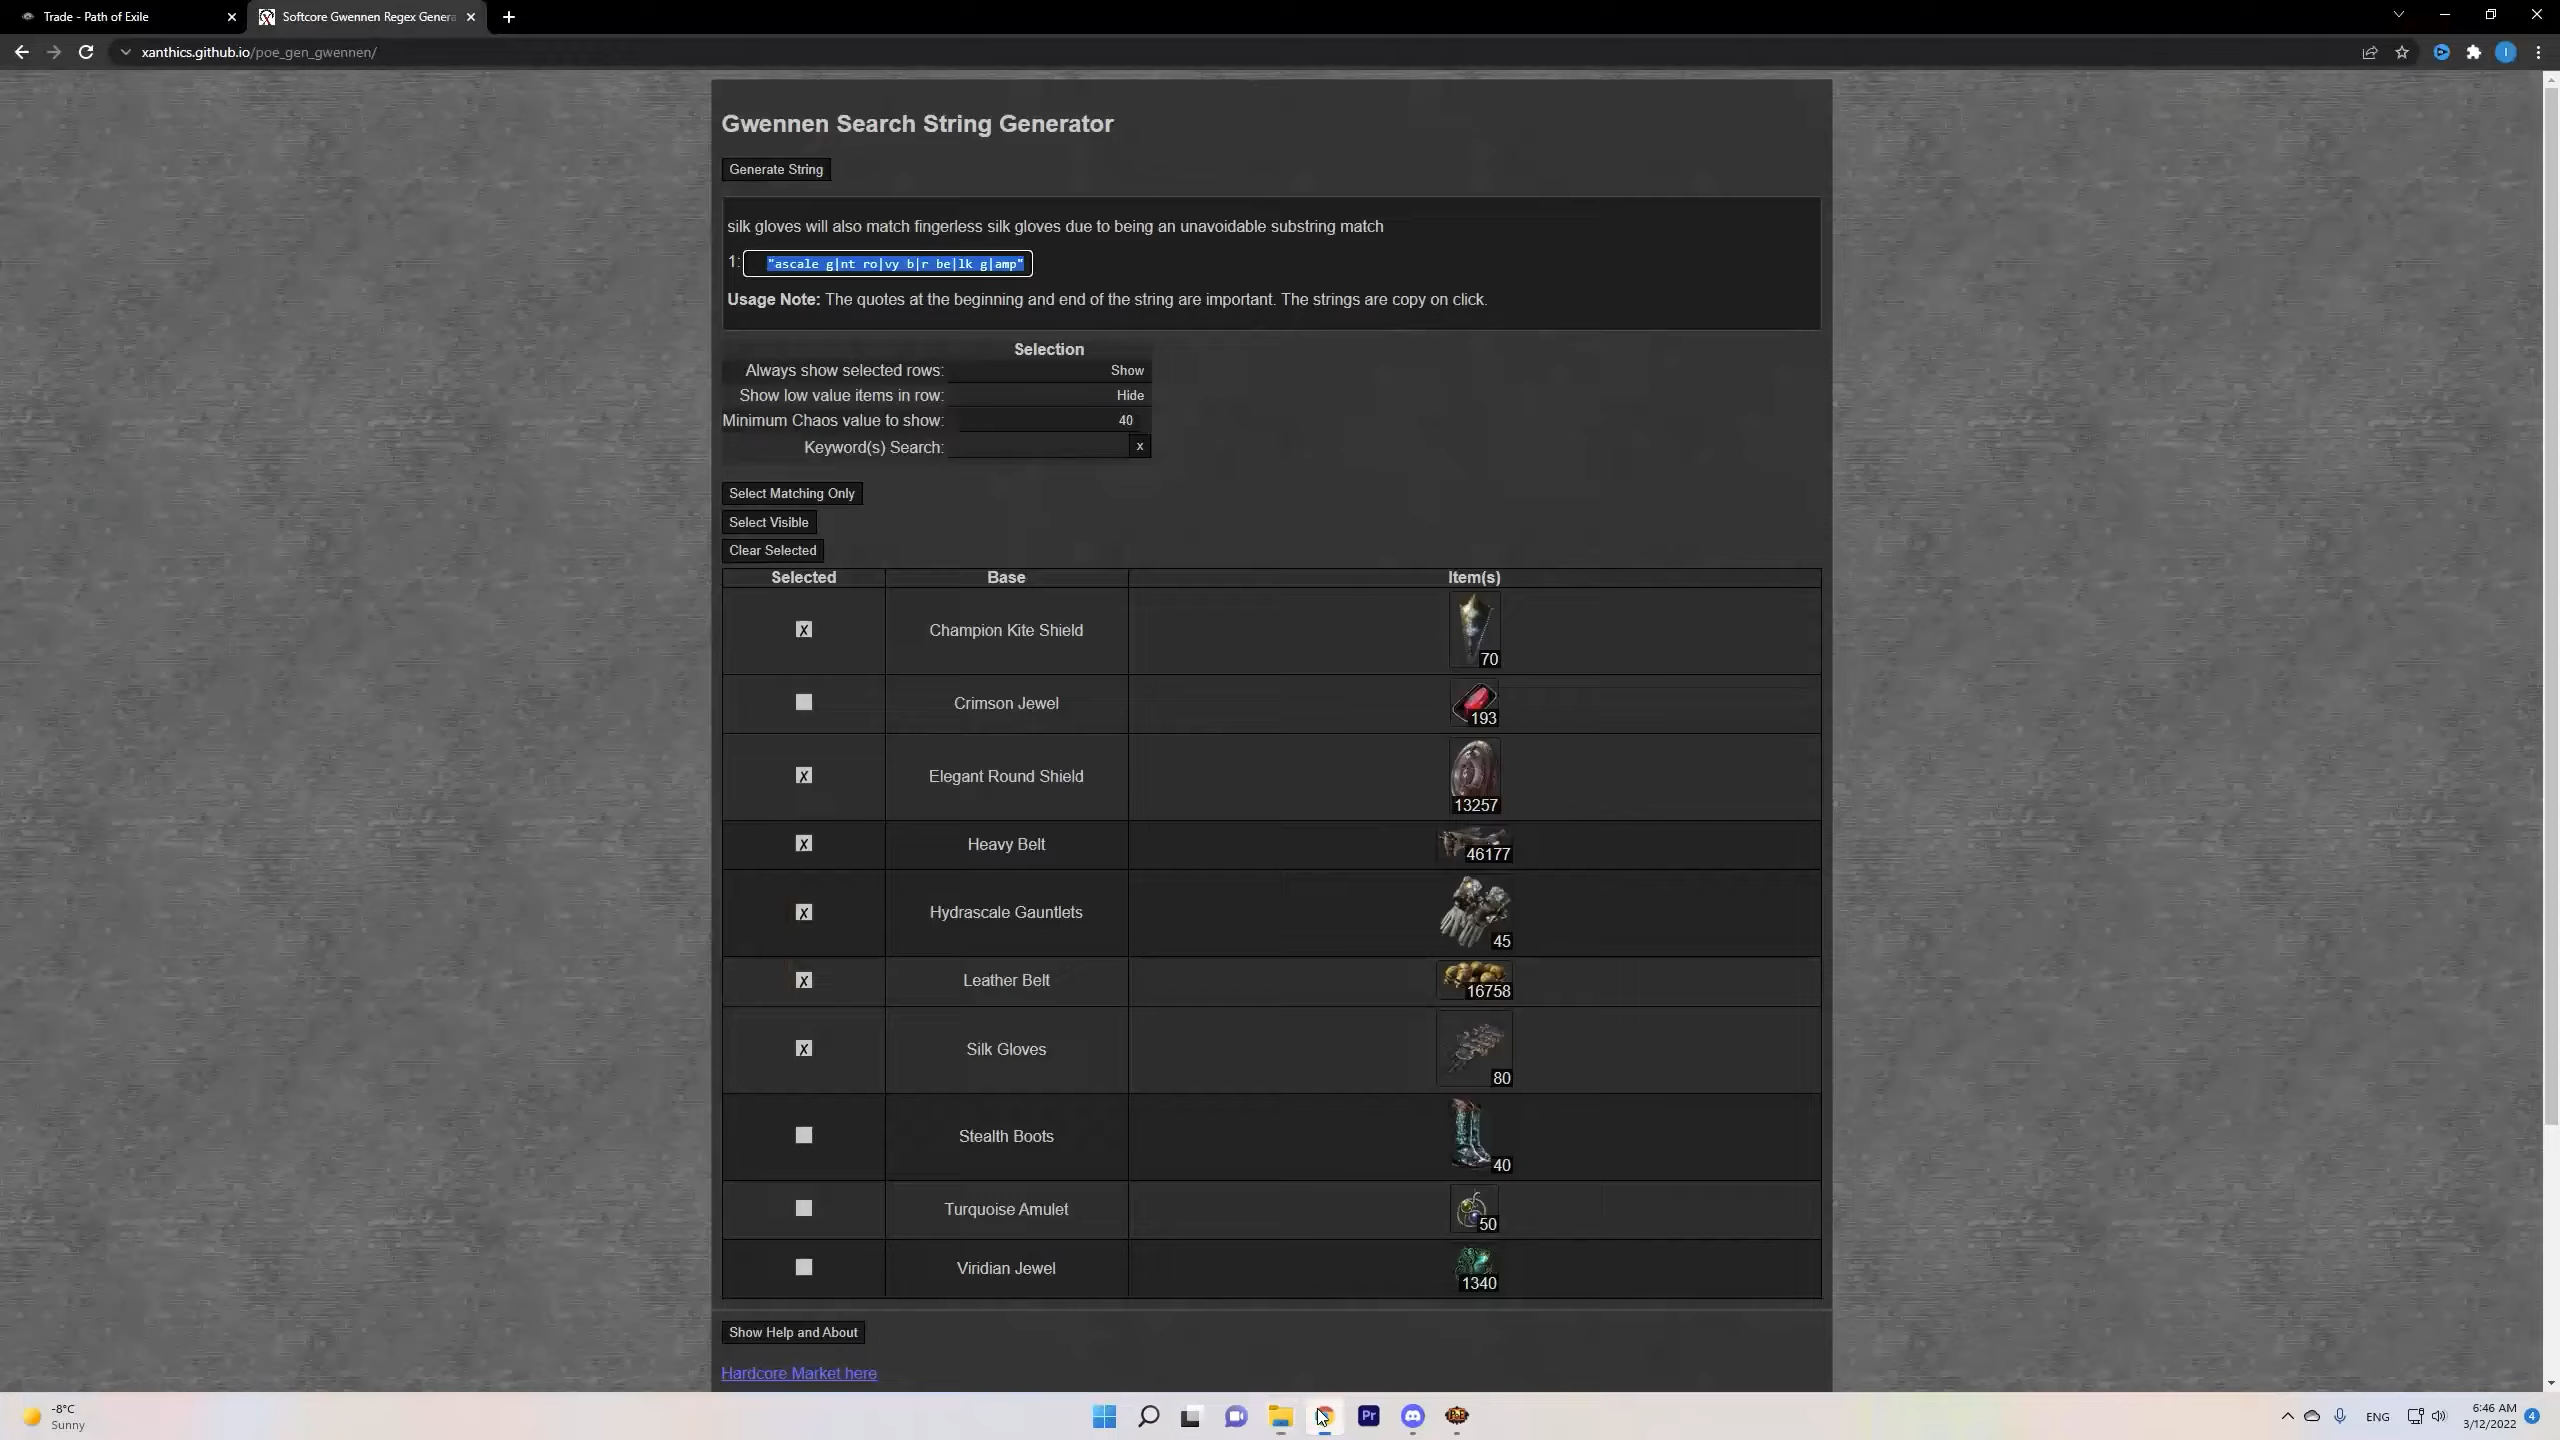 Trade - Path of Exile
Softcore Gwennen Regex Genera
xanthics.github.io/poe_gen_gwennen/
Gwennen Search String Generator
Generate String
silk gloves will also match fingerless silk gloves due to being an unavoidable substring match
1: "ascale g|nt ro|vy b|r be|lk g|amp"
Usage Note: The quotes at the beginning and end of the string are important. The strings are copy on click.
Selection
Always show selected rows: Show
Show low value items in row: Hide
Minimum Chaos value to show: 40
Keyword(s) Search: x
Select Matching Only
Select Visible
Clear Selected
Selected Base Item(s)
X Champion Kite Shield 70
Crimson Jewel 193
X Elegant Round Shield 13257
X Heavy Belt 46177
X Hydrascale Gauntlets 45
X Leather Belt 16758
X Silk Gloves 80
Stealth Boots 40
Turquoise Amulet 50
Viridian Jewel 1340
Show Help and About
Hardcore Market here
-8°C
Sunny
Pr
ENG
6:46 AM
3/12/2022
4